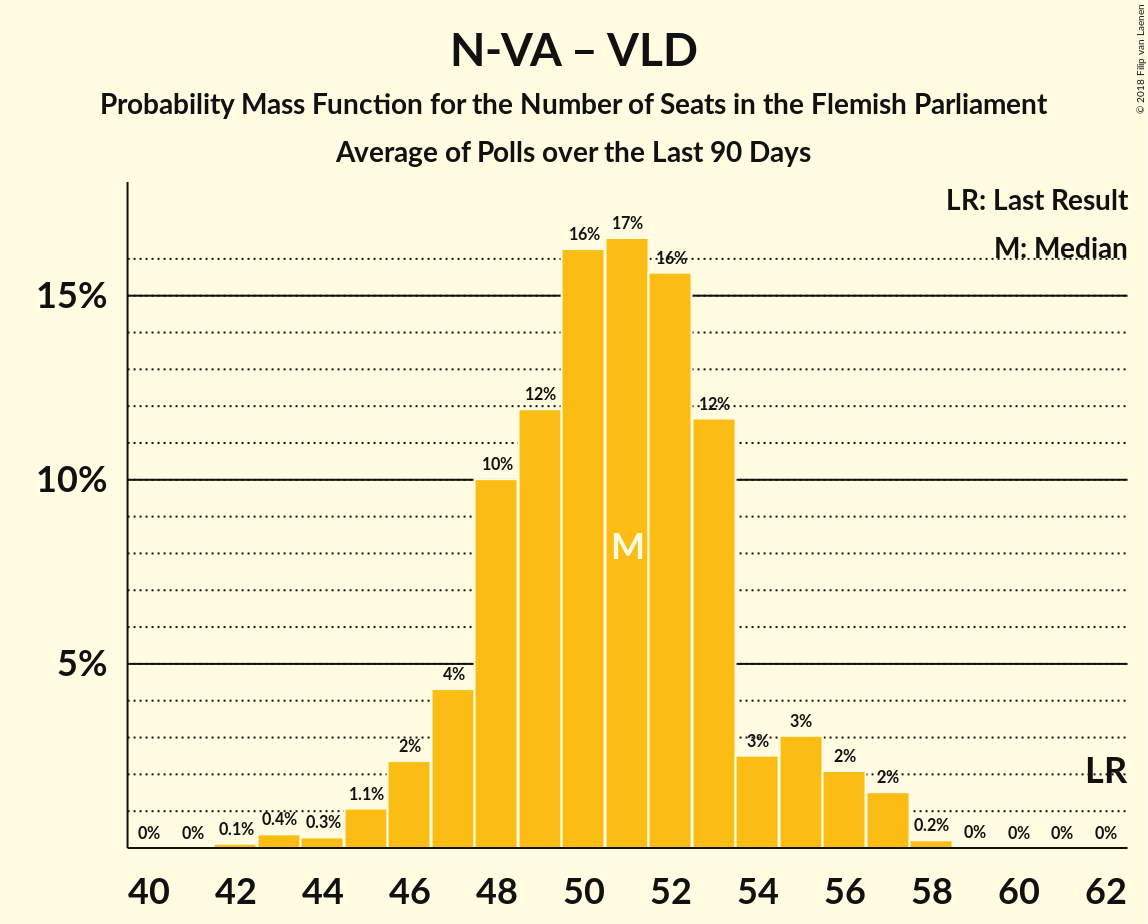 N-VA – VLD
Probability Mass Function for the Number of Seats in the Flemish Parliament
Average of Polls over the Last 90 Days
© 2018 Filip van Laenen
LR: Last Result
M: Median
15%
10%
5%
0% 0% 0.1% 0.4% 0.3% 1.1% 2% 4% 10% 12% 16% 17% 16% 12% 3% 3% 2% 2% 0.2% 0% 0% 0% 0%
M
LR
40 42 44 46 48 50 52 54 56 58 60 62